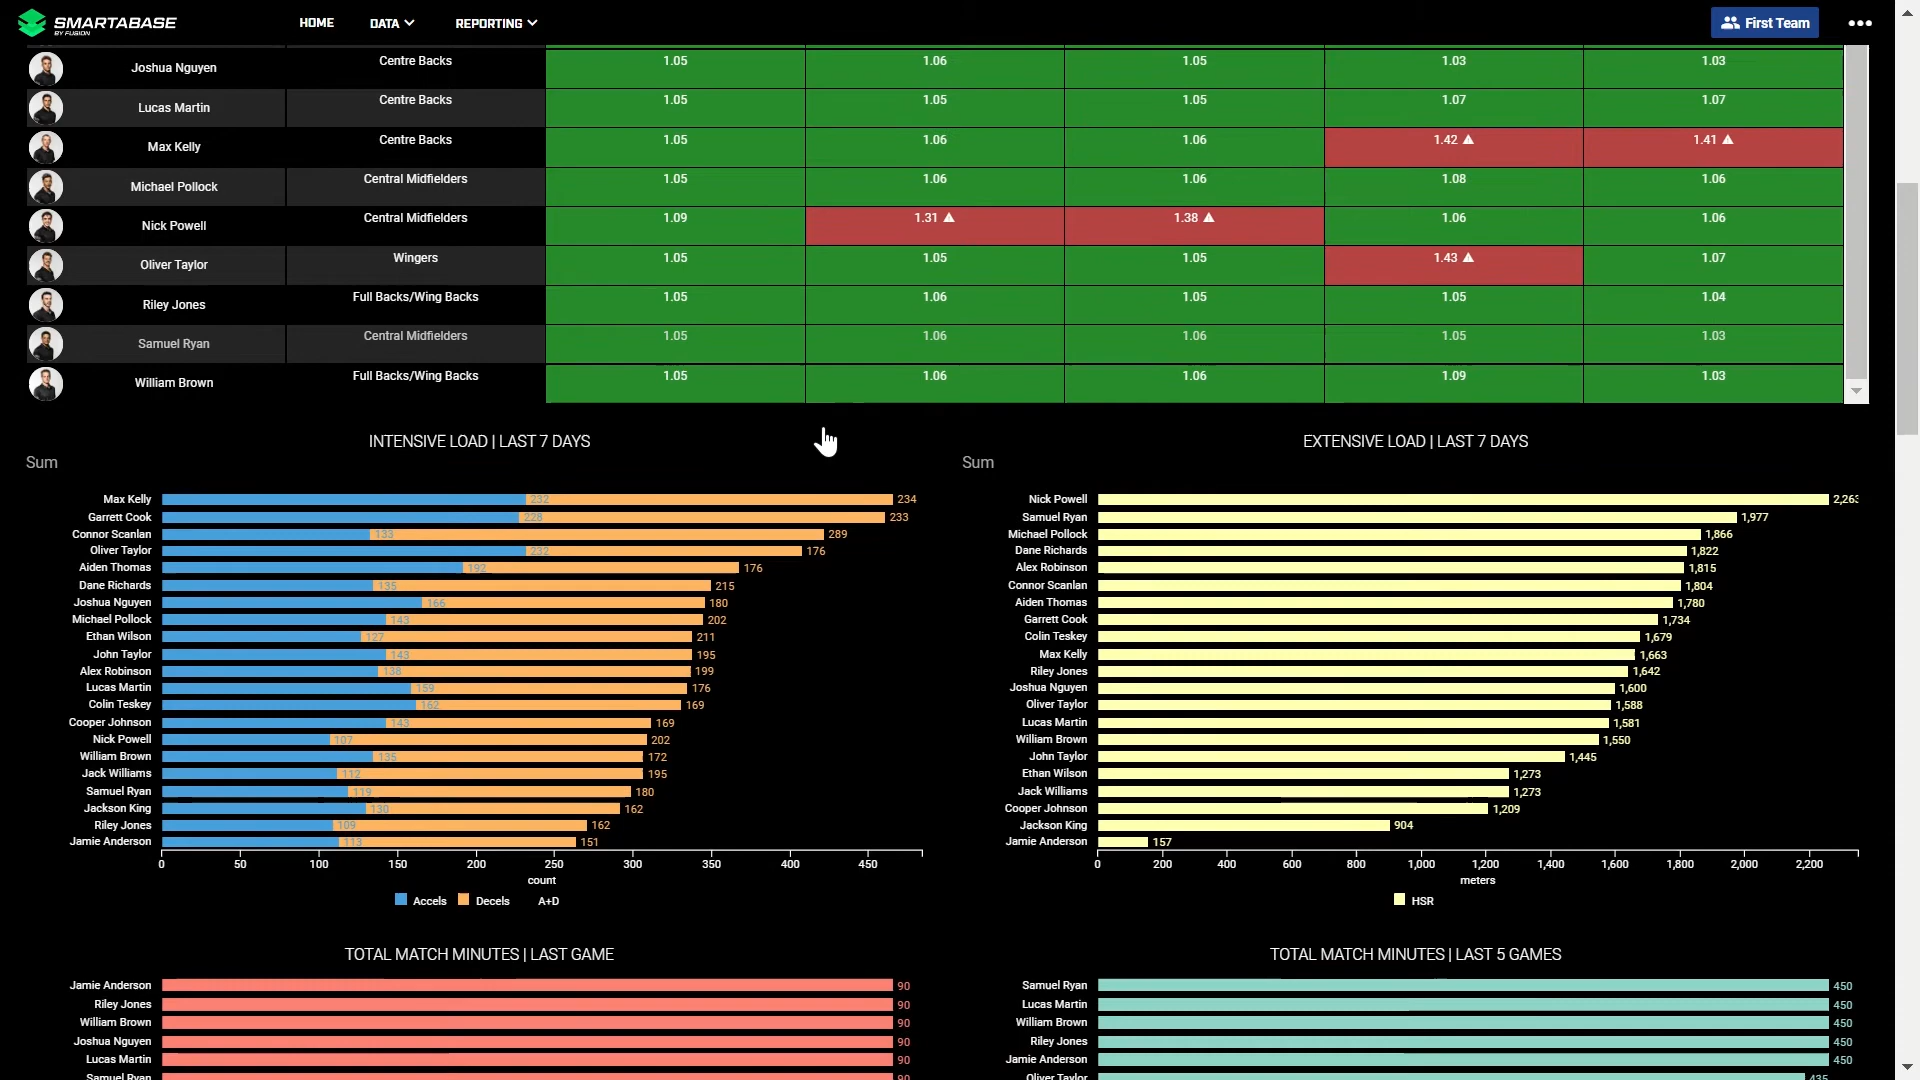 SMARTABASE
BY FUSION
HOME
DATA
REPORTING
First Team
Joshua Nguyen Centre Backs 1.05 1.06 1.05 1.03 1.03
Lucas Martin Centre Backs 1.05 1.05 1.05 1.07 1.07
Max Kelly Centre Backs 1.05 1.06 1.06 1.42 1.41
Michael Pollock Central Midfielders 1.05 1.06 1.06 1.08 1.06
Nick Powell Central Midfielders 1.09 1.31 1.38 1.06 1.06
Oliver Taylor Wingers 1.05 1.05 1.05 1.43 1.07
Riley Jones Full Backs/Wing Backs 1.05 1.06 1.05 1.05 1.04
Samuel Ryan Central Midfielders 1.05 1.06 1.06 1.05 1.03
William Brown Full Backs/Wing Backs 1.05 1.06 1.06 1.09 1.03
INTENSIVE LOAD | LAST 7 DAYS
Sum
Max Kelly 232 234
Garrett Cook 228 233
Connor Scanlan 133 289
Oliver Taylor 232 176
Aiden Thomas 192 176
Dane Richards 135 215
Joshua Nguyen 166 180
Michael Pollock 143 202
Ethan Wilson 127 211
John Taylor 143 195
Alex Robinson 138 199
Lucas Martin 159 176
Colin Teskey 162 169
Cooper Johnson 143 169
Nick Powell 107 202
William Brown 135 172
Jack Williams 112 195
Samuel Ryan 119 180
Jackson King 130 162
Riley Jones 109 162
Jamie Anderson 113 151
0 50 100 150 200 250 300 350 400 450
count
Accels Decels A+D
EXTENSIVE LOAD | LAST 7 DAYS
Sum
Nick Powell 2,263
Samuel Ryan 1,977
Michael Pollock 1,866
Dane Richards 1,822
Alex Robinson 1,815
Connor Scanlan 1,804
Aiden Thomas 1,780
Garrett Cook 1,734
Colin Teskey 1,679
Max Kelly 1,663
Riley Jones 1,642
Joshua Nguyen 1,600
Oliver Taylor 1,588
Lucas Martin 1,581
William Brown 1,550
John Taylor 1,445
Ethan Wilson 1,273
Jack Williams 1,273
Cooper Johnson 1,209
Jackson King 904
Jamie Anderson 157
0 200 400 600 800 1,000 1,200 1,400 1,600 1,800 2,000 2,200
meters
HSR
TOTAL MATCH MINUTES | LAST GAME
Jamie Anderson 90
Riley Jones 90
William Brown 90
Joshua Nguyen 90
Lucas Martin 90
Samuel Ryan 90
TOTAL MATCH MINUTES | LAST 5 GAMES
Samuel Ryan 450
Lucas Martin 450
William Brown 450
Riley Jones 450
Jamie Anderson 450
Oliver Taylor 435